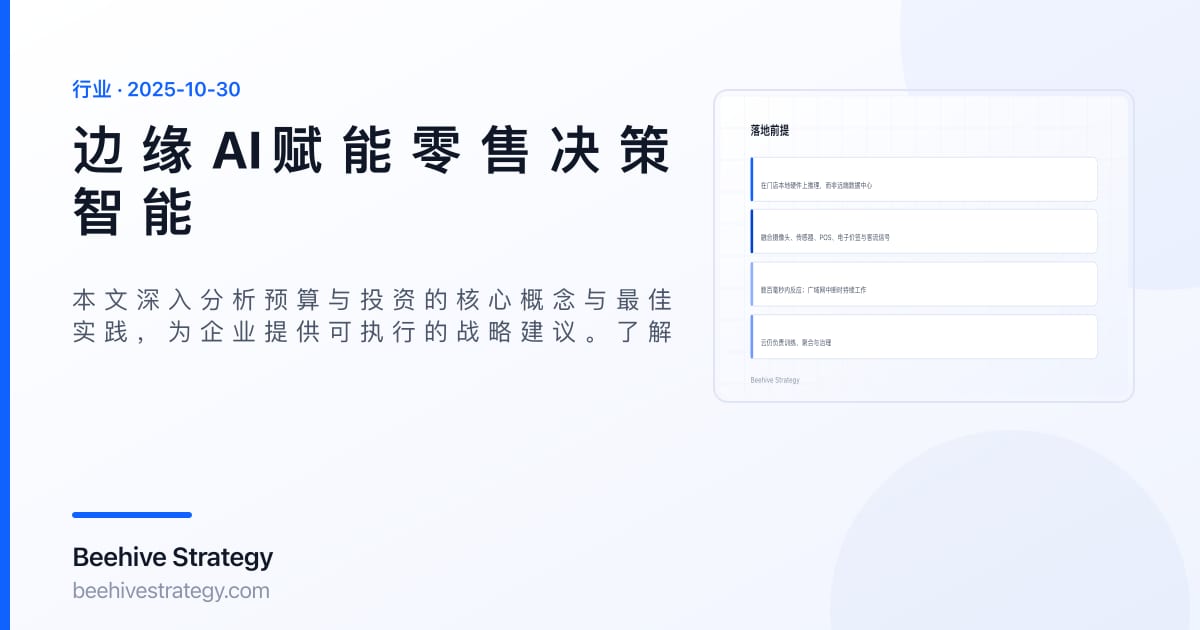 行业 · 2025-10-30
边缘AI赋能零售决策
智能
本文深入分析预算与投资的核心概念与最佳
实践，为企业提供可执行的战略建议。了解
Beehive Strategy
beehivestrategy.com
落地前提
在门店本地硬件上推理，而非远端数据中心
融合摄像头、传感器、POS、电子价签与客流信号
数百毫秒内反应；广域网中断时持续工作
云仍负责训练、聚合与治理
Beehive Strategy